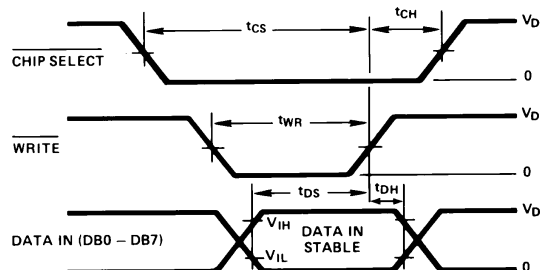 tCS
tCH
VD
CHIP SELECT
0
tWR
VD
WRITE
0
tDS
tDH
VD
VIH
DATA IN (DB0 – DB7)
DATA IN
STABLE
VIL
0